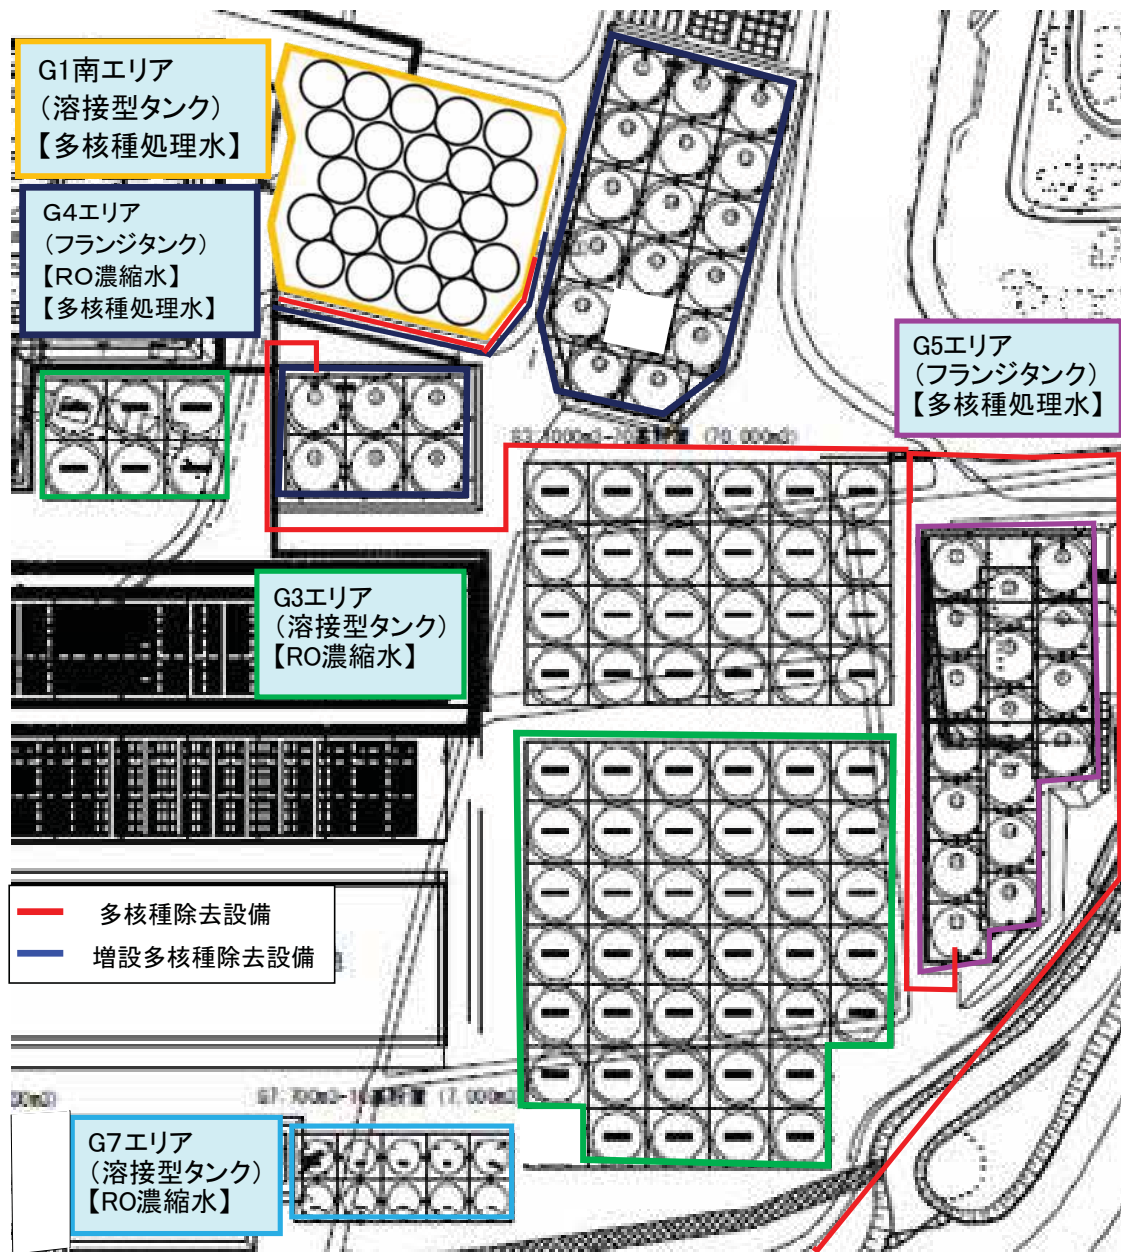 G1南エリア
（溶接型タンク）
【多核種処理水】
G4エリア
（フランジタンク）
【RO濃縮水】
【多核種処理水】
G5エリア
（フランジタンク）
【多核種処理水】
G3エリア
（溶接型タンク）
【RO濃縮水】
多核種除去設備
増設多核種除去設備
G7エリア
（溶接型タンク）
【RO濃縮水】